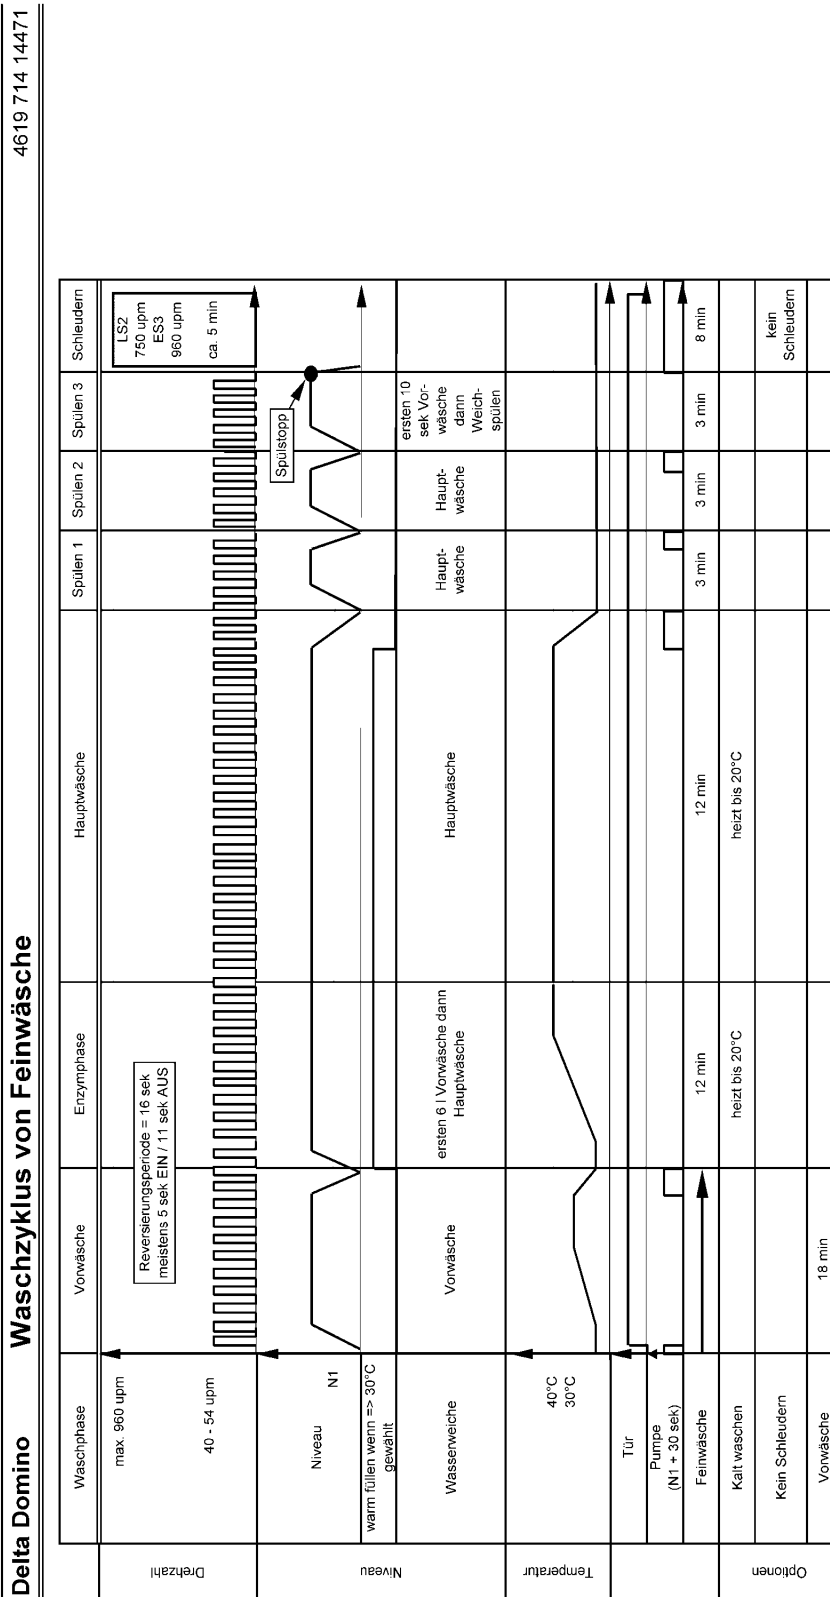 Delta Domino Waschzyklus von Feinwäsche 4619 714 14471
Waschphase Vorwäsche Enzymphase Hauptwäsche Spülen 1 Spülen 2 Spülen 3 Schleudern
Drehzahl
max. 960 upm
40 - 54 upm
Reversierungsperiode = 16 sek
meistens 5 sek EIN / 11 sek AUS
LS2
750 upm
ES3
960 upm
ca. 5 min
Niveau
Niveau
N1
Spülstopp
warm füllen wenn => 30°C
gewählt
Wasserweiche
Vorwäsche
ersten 6 l Vorwäsche dann
Hauptwäsche
Hauptwäsche
Haupt-
wäsche
Haupt-
wäsche
ersten 10
sek Vor-
wäsche
dann
Weich-
spülen
Temperatur
40°C
30°C
Tür
Pumpe
(N1 + 30 sek)
Feinwäsche 12 min 12 min 3 min 3 min 3 min 8 min
Optionen
Kalt waschen heizt bis 20°C heizt bis 20°C
Kein Schleudern
kein
Schleudern
Vorwäsche 18 min